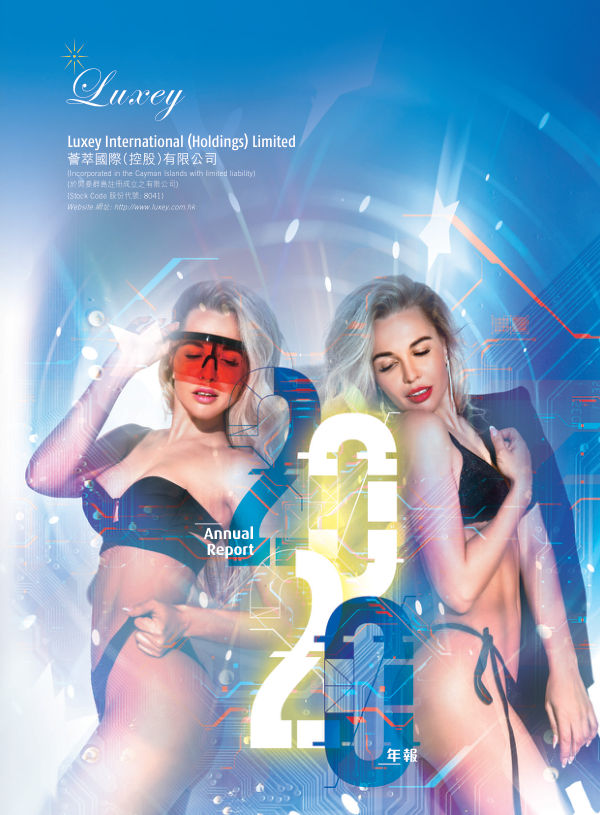 Luxey
Luxey International (Holdings) Limited
薈萃國際(控股)有限公司
(Incorporated in the Cayman Islands with limited liability)
(於開曼群島註冊成立之有限公司)
(Stock Code 股份代號: 8041)
Website 網址: http://www.luxey.com.hk
2020
Annual
Report
年報